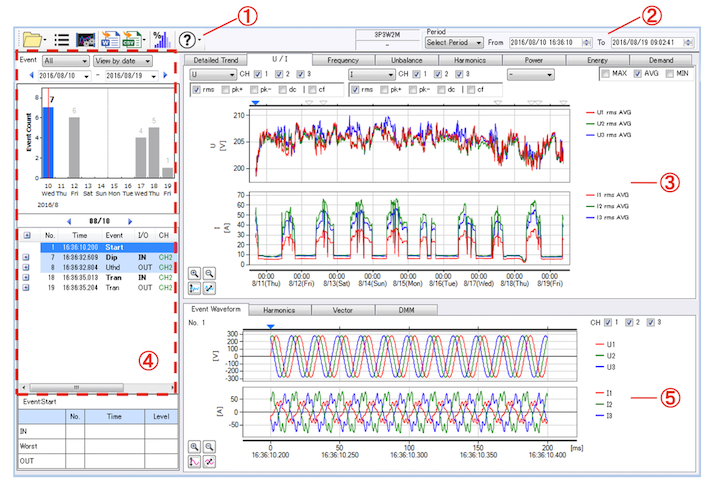 ①
②
3P3W2M
–
Period
Select Period From 2016/08/10 16:36:10 To 2016/08/19 09:02:41
Event All View by date
2016/08/10 – 2016/08/19
Event Count
8
6
4
2
0
7
6
4
5
1
10 11 12 13 14 15 16 17 18 19
Wed Thu Fri Sat Sun Mon Tue Wed Thu Fri
2016/8
08/10
No. Time Event I/O CH
1 16:36:10.200 Start
7 16:36:32.609 Dip IN CH2
8 16:36:32.804 Uthd OUT CH2
18 16:36:35.013 Tran IN CH2
19 16:36:35.204 Tran OUT CH2
④
EventStart
No. Time Level
IN
Worst
OUT
Detailed Trend U / I Frequency Unbalance Harmonics Power Energy Demand
U CH 1 2 3 I CH 1 2 3 – MAX AVG MIN
rms pk+ pk- dc | cf rms pk+ pk- dc | cf
U
[V]
210
200
190
U1 rms AVG
U2 rms AVG
U3 rms AVG
③
I
[A]
70
60
50
40
30
20
10
0
I1 rms AVG
I2 rms AVG
I3 rms AVG
00:00 00:00 00:00 00:00 00:00 00:00 00:00 00:00 00:00
8/11(Thu) 8/12(Fri) 8/13(Sat) 8/14(Sun) 8/15(Mon) 8/16(Tue) 8/17(Wed) 8/18(Thu) 8/19(Fri)
Event Waveform Harmonics Vector DMM
No. 1
CH 1 2 3
[V]
300
200
100
0
-100
-200
-300
U1
U2
U3
[A]
50
0
-50
I1
I2
I3
⑤
0 50 100 150 200 [ms]
16:36:10.200 16:36:10.300 16:36:10.400